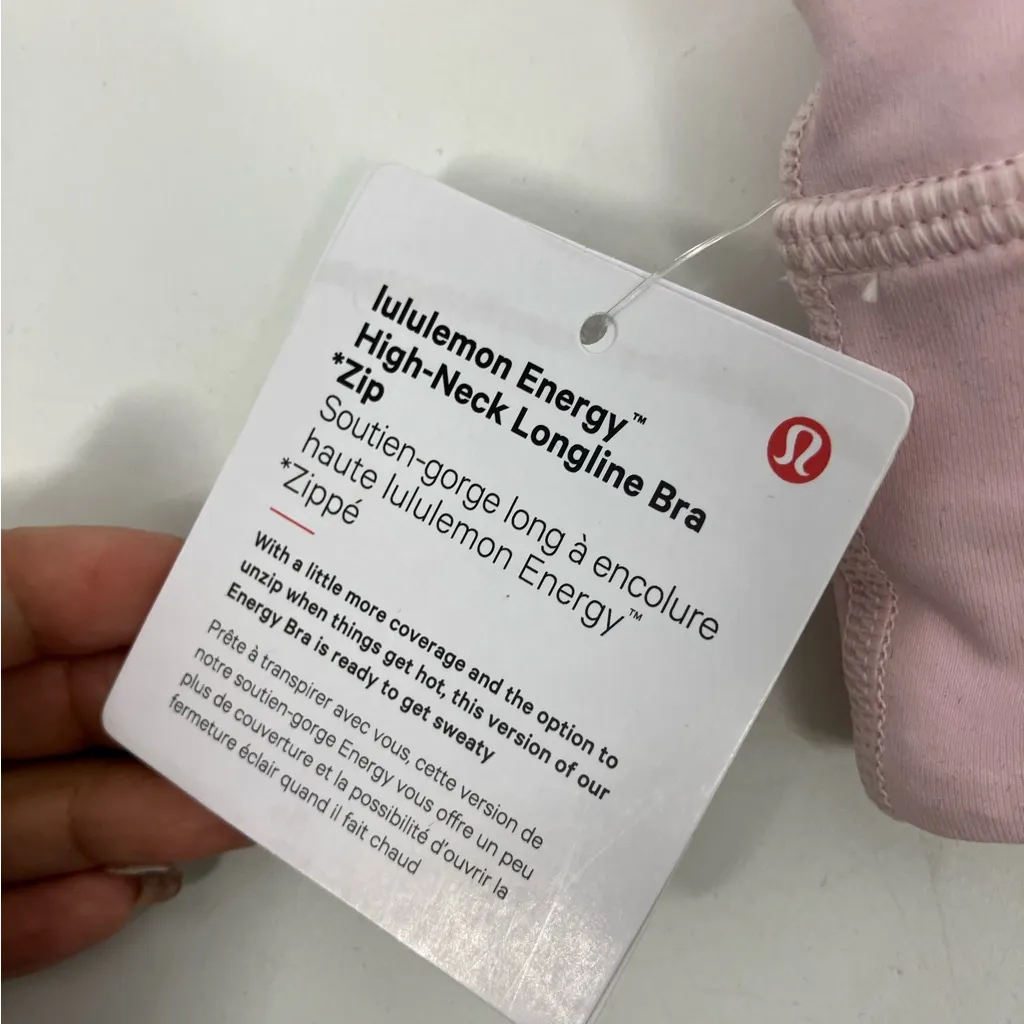 lululemon Energy™
High-Neck Longline Bra
*Zip
Soutien-gorge long à encolure
haute lululemon Energy™
*Zippé
With a little more coverage and the option to
unzip when things get hot, this version of our
Energy Bra is ready to get sweaty
Prête à transpirer avec vous, cette version de
notre soutien-gorge Energy vous offre un peu
plus de couverture et la possibilité d'ouvrir la
fermeture éclair quand il fait chaud